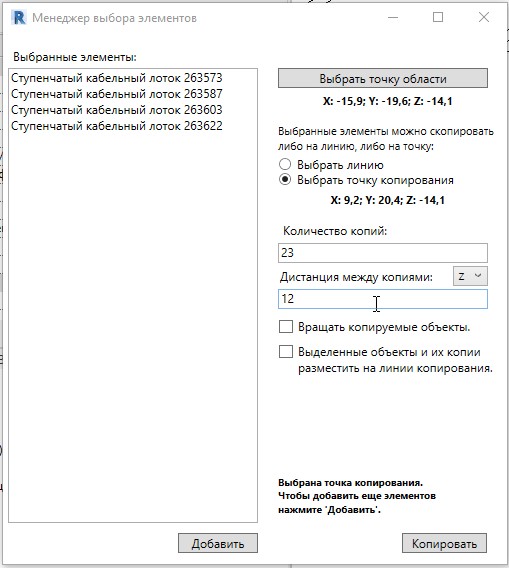 Менеджер выбора элементов
Выбранные элементы:
Ступенчатый кабельный лоток 263573
Ступенчатый кабельный лоток 263587
Ступенчатый кабельный лоток 263603
Ступенчатый кабельный лоток 263622
Выбрать точку области
X: -15,9; Y: -19,6; Z: -14,1
Выбранные элементы можно скопировать
либо на линию, либо на точку:
Выбрать линию
Выбрать точку копирования
X: 9,2; Y: 20,4; Z: -14,1
Количество копий:
23
Дистанция между копиями:
Z
12
Вращать копируемые объекты.
Выделенные объекты и их копии
разместить на линии копирования.
Выбрана точка копирования.
Чтобы добавить еще элементов
нажмите 'Добавить'.
Добавить
Копировать